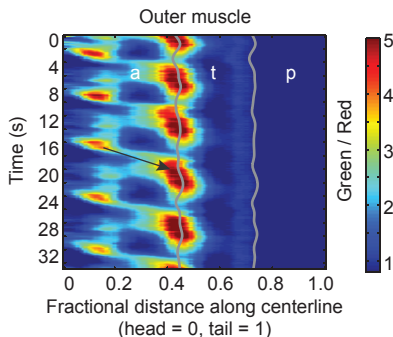 Outer muscle
0
4
8
12
16
20
24
28
32
Time (s)
a
t
p
0
0.2
0.4
0.6
0.8
1.0
Fractional distance along centerline
(head = 0, tail = 1)
5
4
3
2
1
Green / Red